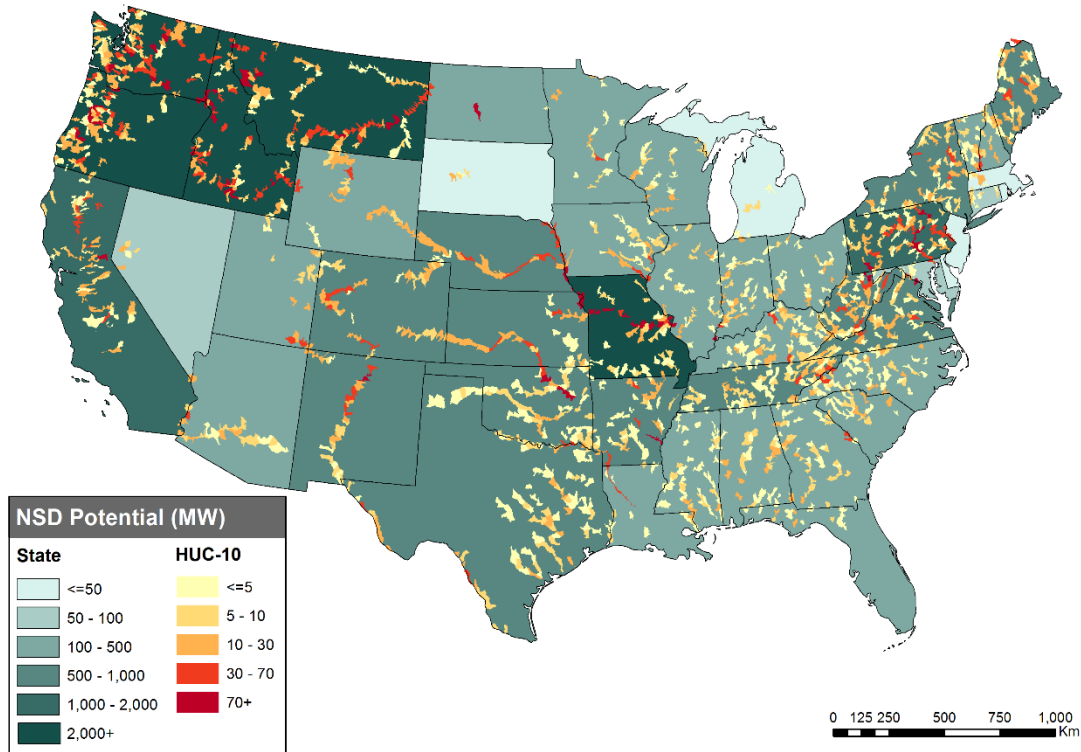 NSD Potential (MW)
State HUC-10
<=50 <=5
50 - 100 5 - 10
100 - 500 10 - 30
500 - 1,000 30 - 70
1,000 - 2,000 70+
2,000+
0 125 250 500 750 1,000
Km